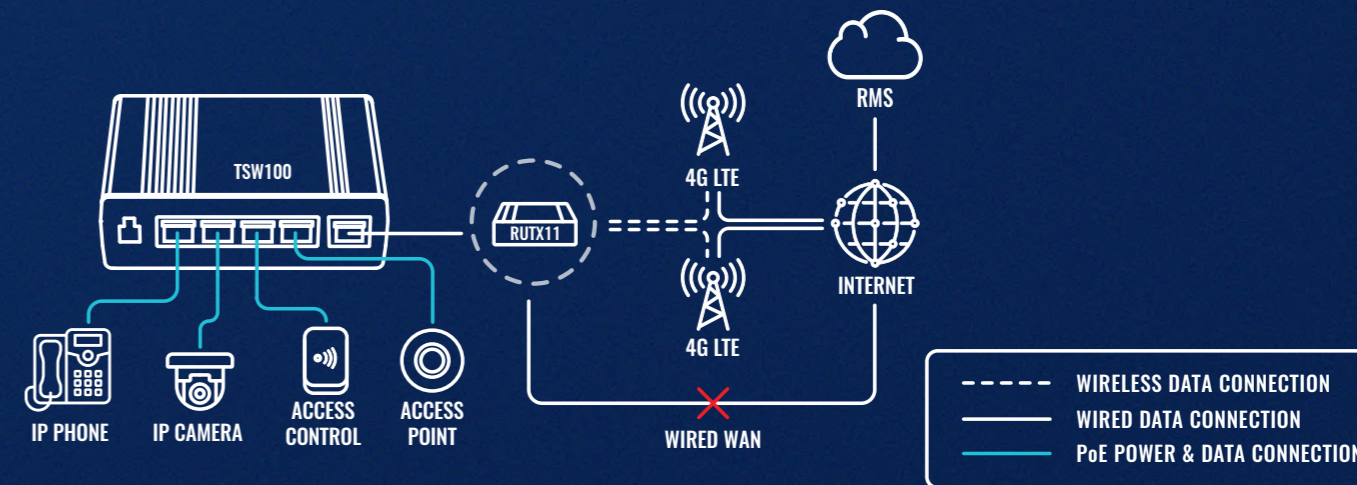 RMS
TSW100
4G LTE
RUTX11
INTERNET
4G LTE
IP PHONE
IP CAMERA
ACCESS
CONTROL
ACCESS
POINT
WIRED WAN
WIRELESS DATA CONNECTION
WIRED DATA CONNECTION
PoE POWER & DATA CONNECTION